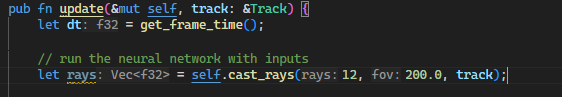 pub fn update(&mut self, track: &Track) {
let dt: f32 = get_frame_time();
// run the neural network with inputs
let rays: Vec<f32> = self.cast_rays(rays: 12, fov: 200.0, track);